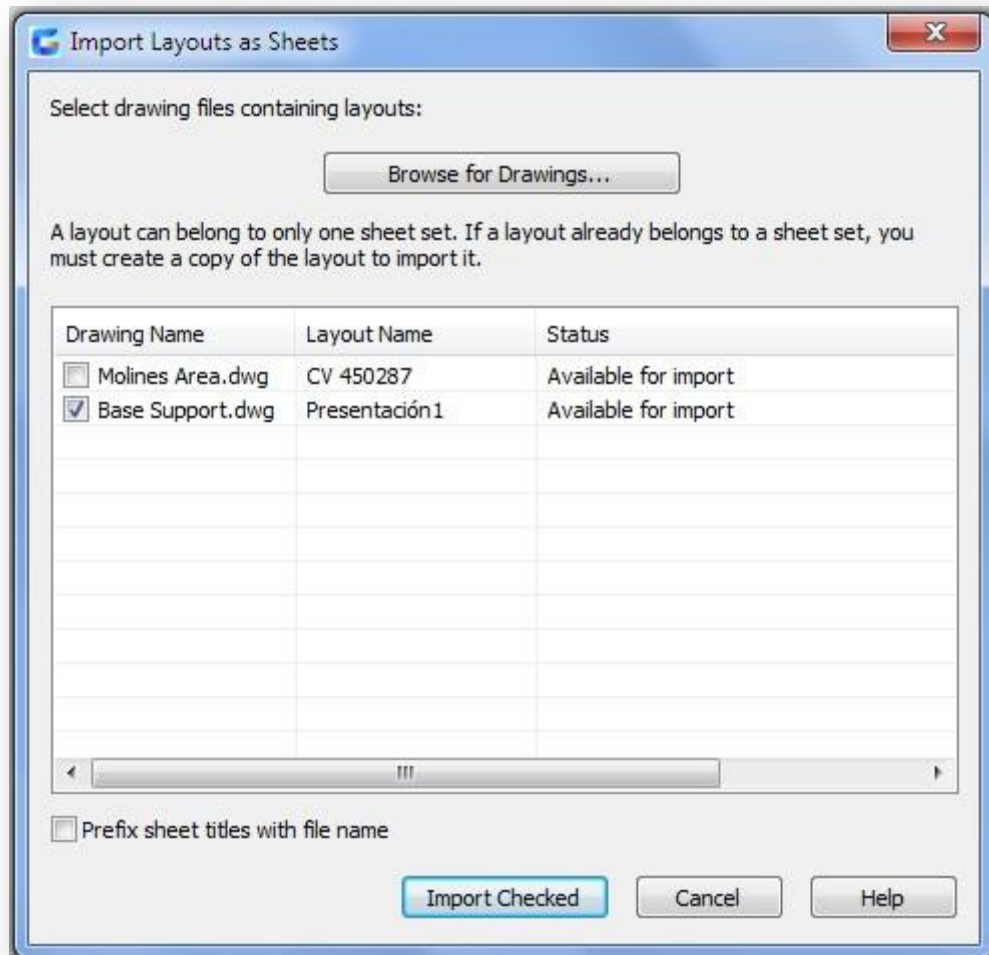 Import Layouts as Sheets
Select drawing files containing layouts:
Browse for Drawings...
A layout can belong to only one sheet set. If a layout already belongs to a sheet set, you
must create a copy of the layout to import it.
Drawing Name Layout Name Status
Molines Area.dwg CV 450287 Available for import
Base Support.dwg Presentación1 Available for import
Prefix sheet titles with file name
Import Checked Cancel Help